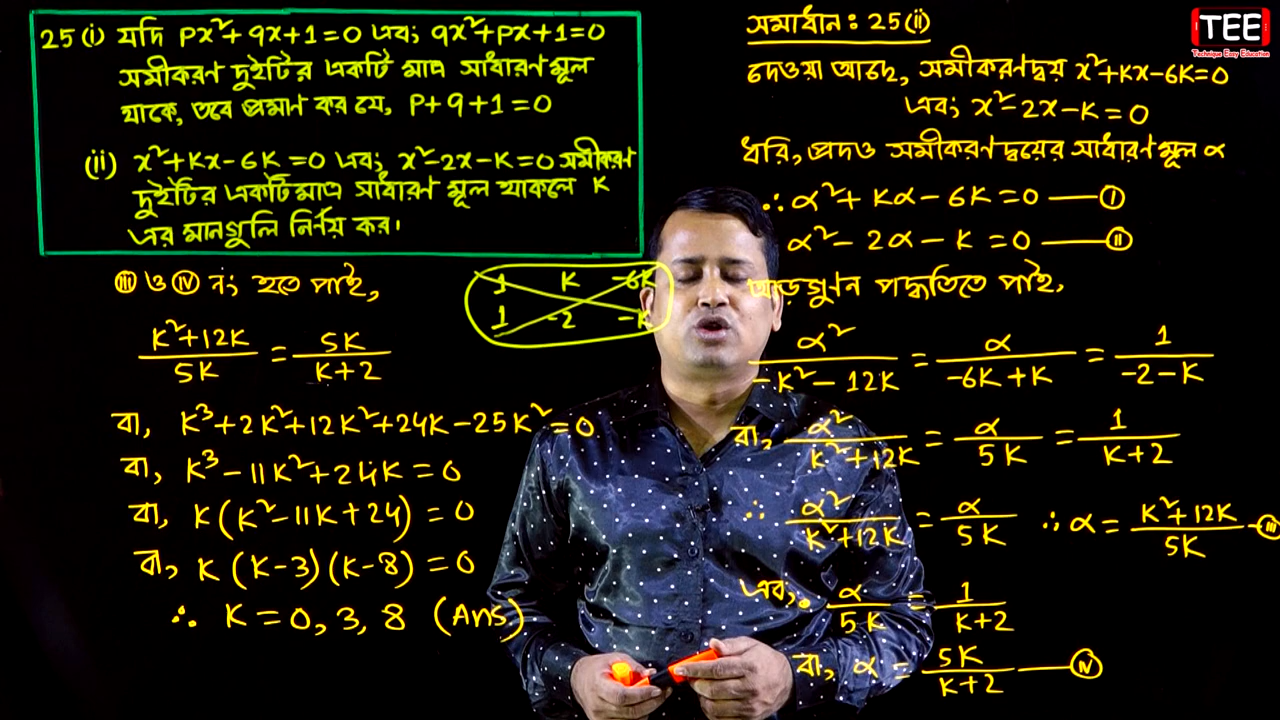 25 (i) যদি px²+qx+1=0 এবং qx²+px+1=0
সমীকরণ দুইটির একটি মাত্র সাধারণ মূল
থাকে, তবে প্রমাণ কর যে, p+q+1=0
(ii) x²+Kx-6K=0 এবং x²-2x-K=0 সমীকরণ
দুইটির একটিমাত্র সাধারণ মূল থাকলে K
এর মানগুলি নির্ণয় কর।
(iii) ও (iv) নং হতে পাই,
1 K -6K
1 -2 -K
(K²+12K)/(5K) = (5K)/(K+2)
বা, K³+2K²+12K²+24K-25K²=0
বা, K³-11K²+24K=0
বা, K(K²-11K+24)=0
বা, K(K-3)(K-8)=0
∴ K=0, 3, 8 (Ans)
TEE
Technique Easy Education
সমাধান: 25(ii)
দেওয়া আছে, সমীকরণদ্বয় x²+Kx-6K=0
এবং x²-2x-K=0
ধরি, প্রদত্ত সমীকরণদ্বয়ের সাধারণ মূল α
∴ α²+Kα-6K=0 —(i)
α²-2α-K=0 —(ii)
আড়গুণন পদ্ধতিতে পাই,
α²/(-K²-12K) = α/(-6K+K) = 1/(-2-K)
বা, α²/(K²+12K) = α/(5K) = 1/(K+2)
∴ α²/(K²+12K) = α/(5K) ∴ α = (K²+12K)/(5K) —(iii)
এবং, α/(5K) = 1/(K+2)
বা, α = (5K)/(K+2) —(iv)